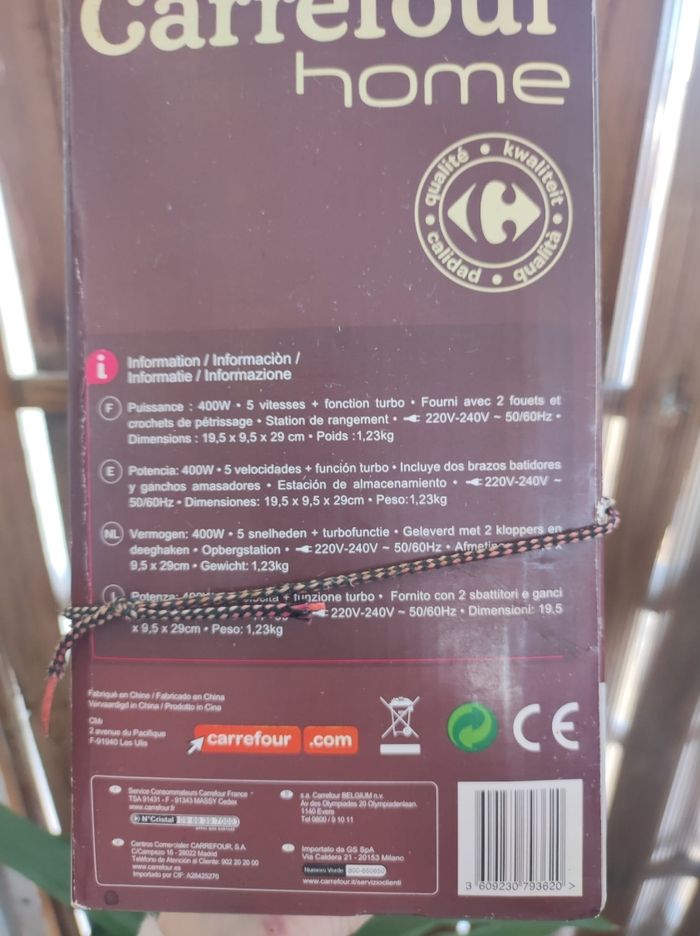 Carrefour
home
qualité • kwaliteit • qualità • calidad
i Information / Informaciòn /
Informatie / Informazione
F Puissance : 400W • 5 vitesses + fonction turbo • Fourni avec 2 fouets et
crochets de pétrissage • Station de rangement • 220V-240V ~ 50/60Hz •
Dimensions : 19,5 x 9,5 x 29 cm • Poids :1,23kg
E Potencia: 400W • 5 velocidades + función turbo • Incluye dos brazos batidores
y ganchos amasadores • Estación de almacenamiento • 220V-240V ~
50/60Hz • Dimensiones: 19,5 x 9,5 x 29cm • Peso:1,23kg
NL Vermogen: 400W • 5 snelheden + turbofunctie • Geleverd met 2 kloppers en
deeghaken • Opbergstation • 220V-240V ~ 50/60Hz • x
9,5 x 29cm • Gewicht: 1,23kg
I Potenza: + funzione turbo • Fornito con 2 sbattitori e ganci
220V-240V ~ 50/60Hz • Dimensioni: 19,5
x 9,5 x 29cm • Peso: 1,23kg
Fabriqué en Chine / Fabricado en China
Vervaardigd in China / Prodotto in Cina
CMI
2 avenue du Pacifique
F-91940 Les Ulis
carrefour .com
CE
Service Consommateurs Carrefour France
TSA 91431 - F - 91343 MASSY Cedex
www.carrefour.fr
N°Cristal 09 69 39 7000
Centros Comerciales CARREFOUR, S.A.
C/Campezo 16 - 28022 Madrid
Teléfono de Atención al Cliente: 902 20 20 00
www.carrefour.es
Importado por CIF: A28425270
s.a. Carrefour BELGIUM n.v.
Av des Olympiades 20 Olympiadenlaan
1140 Evere
Tel 0800 / 9 10 11
Importato da GS SpA
Via Caldera 21 - 20153 Milano
Numero Verde 800-650650
www.carrefour.it/servizioclienti
3 609230 793620 >